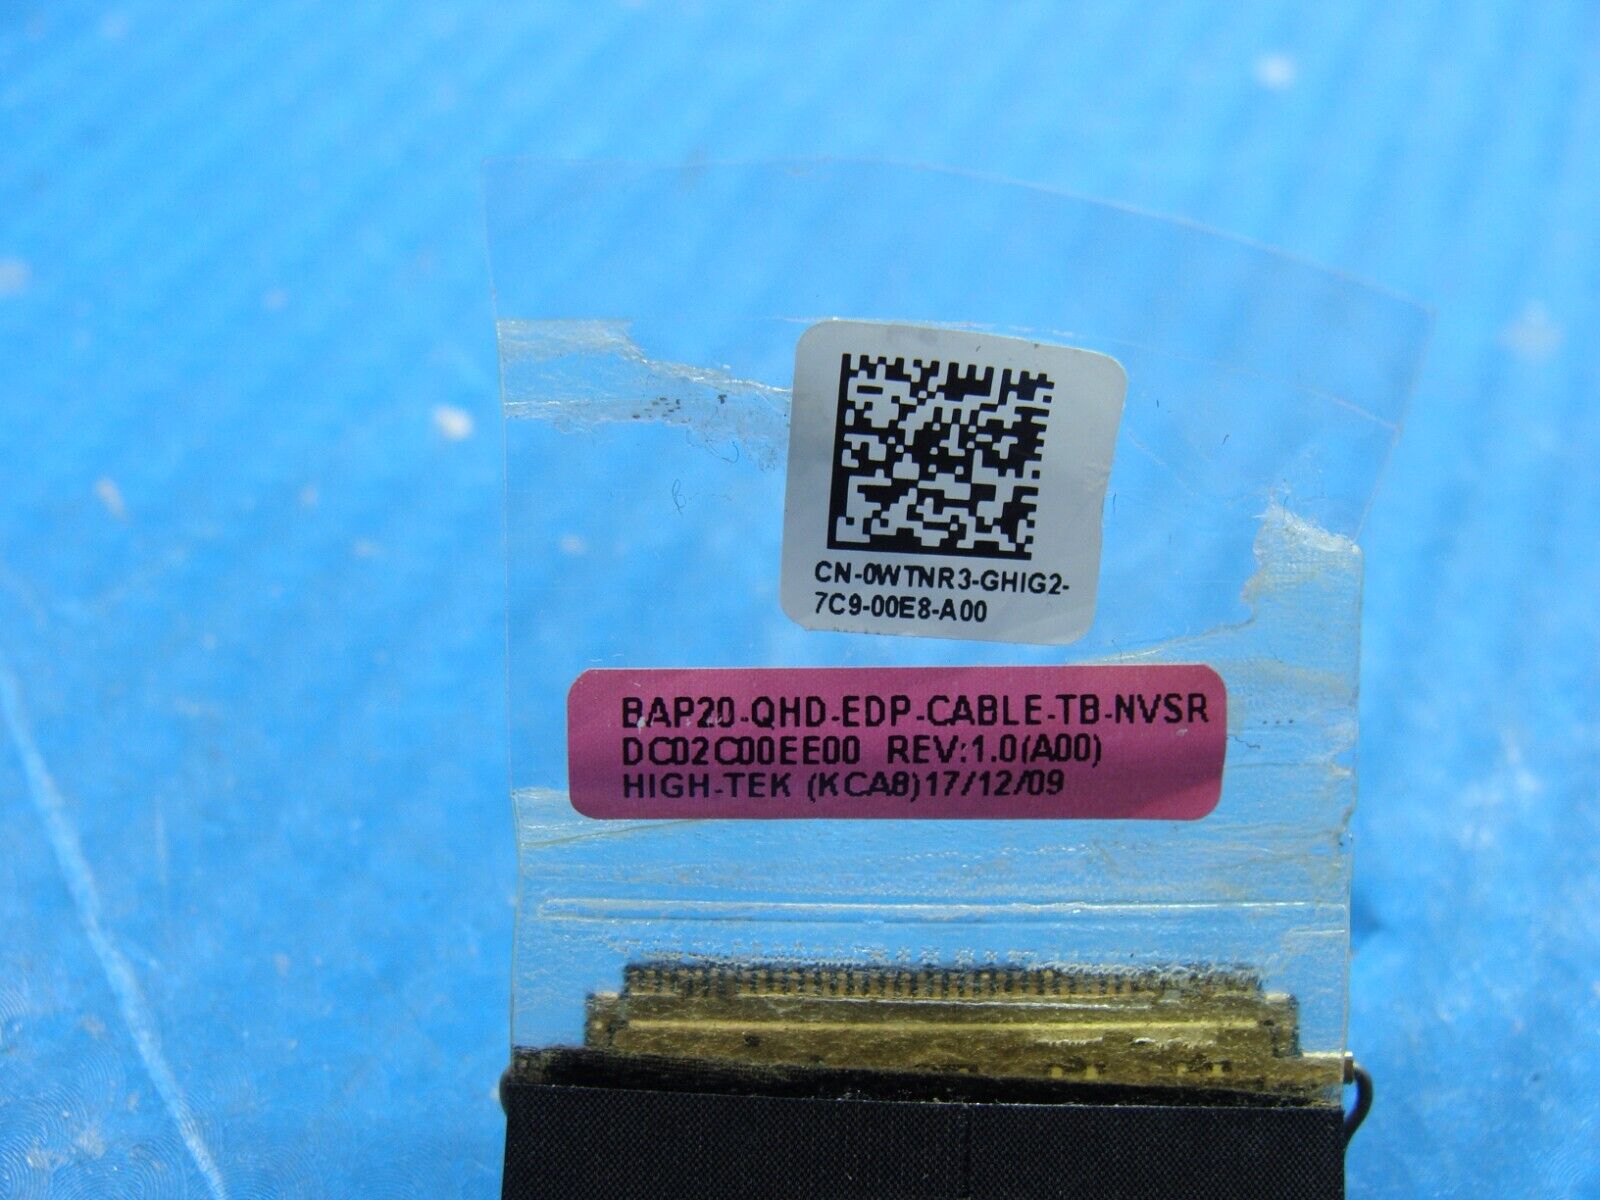 CN-0WTNR3-GHIG2-
7C9-00E8-A00
BAP20-QHD-EDP-CABLE-TB-NVSR
DC02C00EE00 REV:1.0(A00)
HIGH-TEK (KCA8)17/12/09